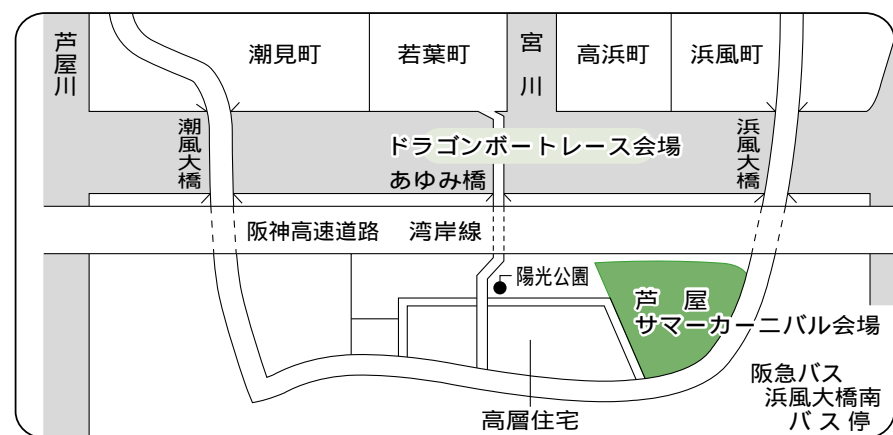 芦屋川
潮見町
若葉町
宮川
高浜町
浜風町
潮風大橋
ドラゴンボートレース会場
あゆみ橋
浜風大橋
阪神高速道路 湾岸線
陽光公園
芦屋
サマーカーニバル会場
阪急バス
浜風大橋南
バス停
高層住宅